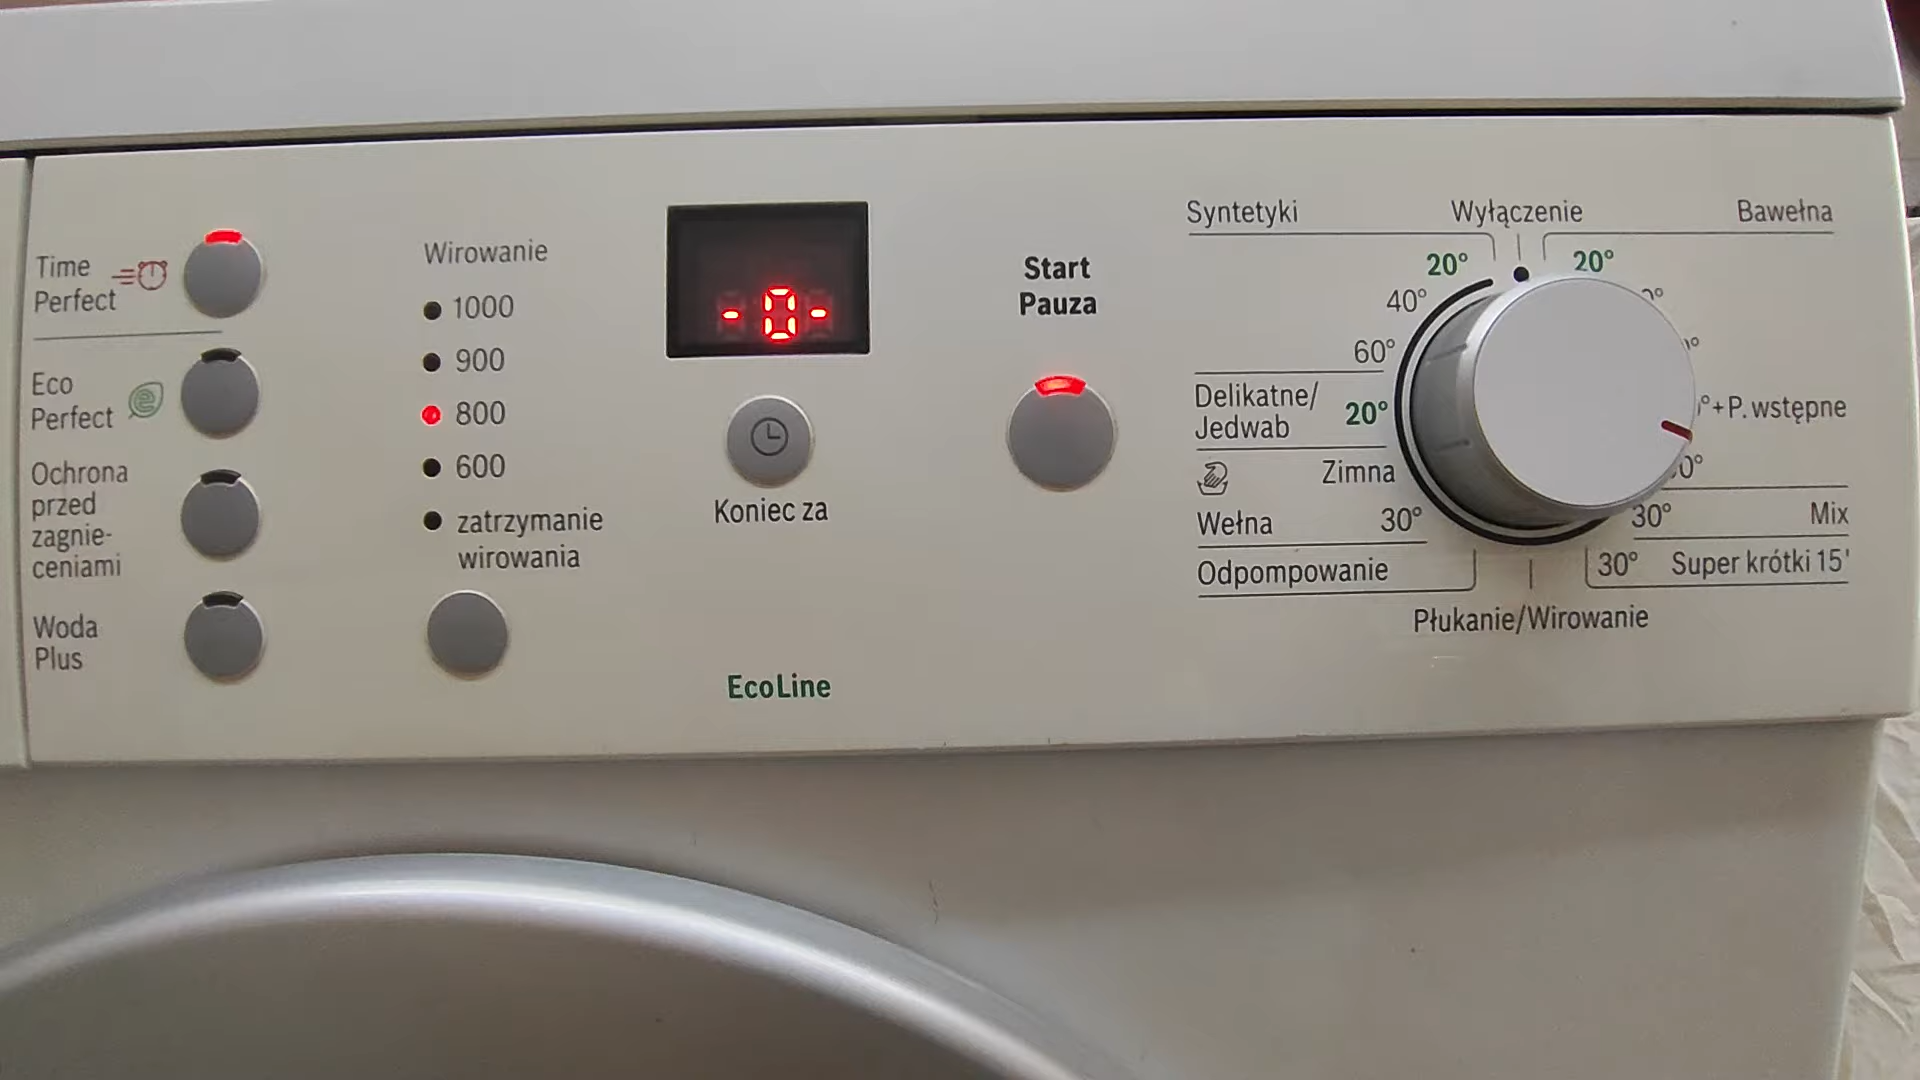 Time
Perfect
Eco
Perfect
Ochrona
przed
zagnie-
ceniami
Woda
Plus
Wirowanie
1000
900
800
600
zatrzymanie
wirowania
-0-
Koniec za
EcoLine
Start
Pauza
Syntetyki
Wyłączenie
Bawełna
20°
40°
60°
Delikatne/
Jedwab
20°
Zimna
Wełna 30°
Odpompowanie
20°
°+P. wstępne
30° Mix
30° Super krótki 15'
Płukanie/Wirowanie